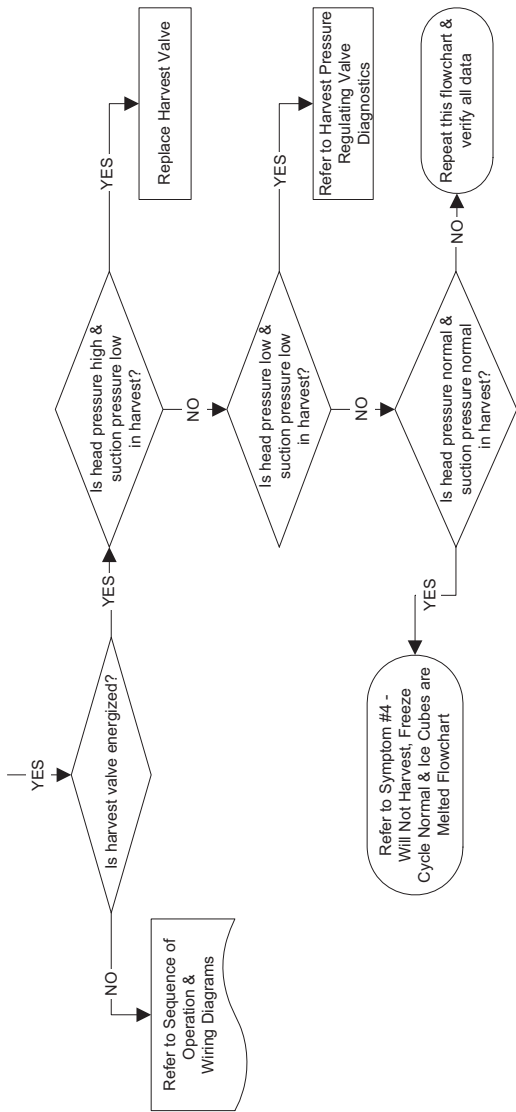 YES
Is harvest valve energized?
NO
Refer to Sequence of
Operation &
Wiring Diagrams
YES
Is head pressure high &
suction pressure low
in harvest?
YES
Replace Harvest Valve
NO
Is head pressure low &
suction pressure low
in harvest?
YES
Refer to Harvest Pressure
Regulating Valve
Diagnostics
NO
Is head pressure normal &
suction pressure normal
in harvest?
YES
Refer to Symptom #4 -
Will Not Harvest, Freeze
Cycle Normal & Ice Cubes are
Melted Flowchart
NO
Repeat this flowchart &
verify all data